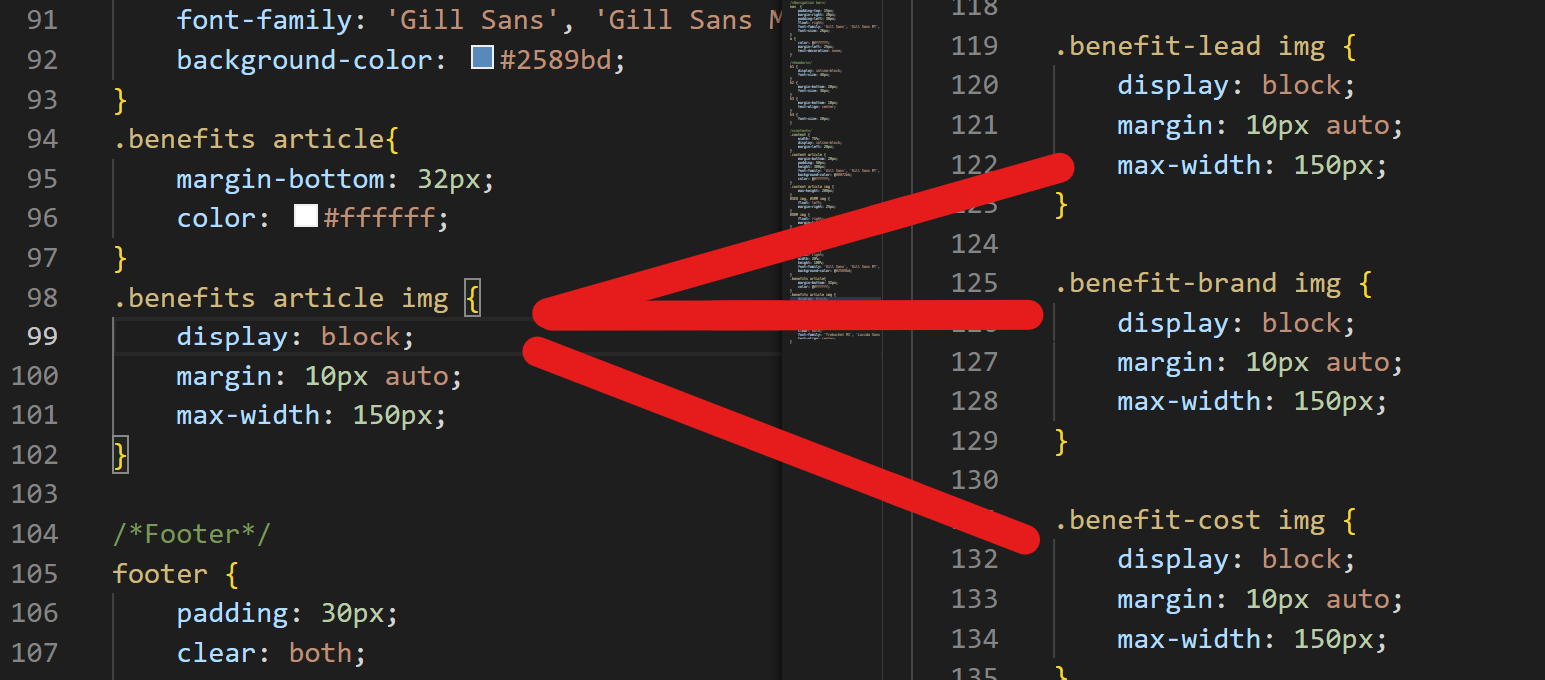 91 font-family: 'Gill Sans', 'Gill Sans M
92 background-color: #2589bd;
93 }
94 .benefits article{
95 margin-bottom: 32px;
96 color: #ffffff;
97 }
98 .benefits article img {
99 display: block;
100 margin: 10px auto;
101 max-width: 150px;
102 }
103
104 /*Footer*/
105 footer {
106 padding: 30px;
107 clear: both;
118
119 .benefit-lead img {
120 display: block;
121 margin: 10px auto;
122 max-width: 150px;
123 }
124
125 .benefit-brand img {
126 display: block;
127 margin: 10px auto;
128 max-width: 150px;
129 }
130
.benefit-cost img {
132 display: block;
133 margin: 10px auto;
134 max-width: 150px;
135 }